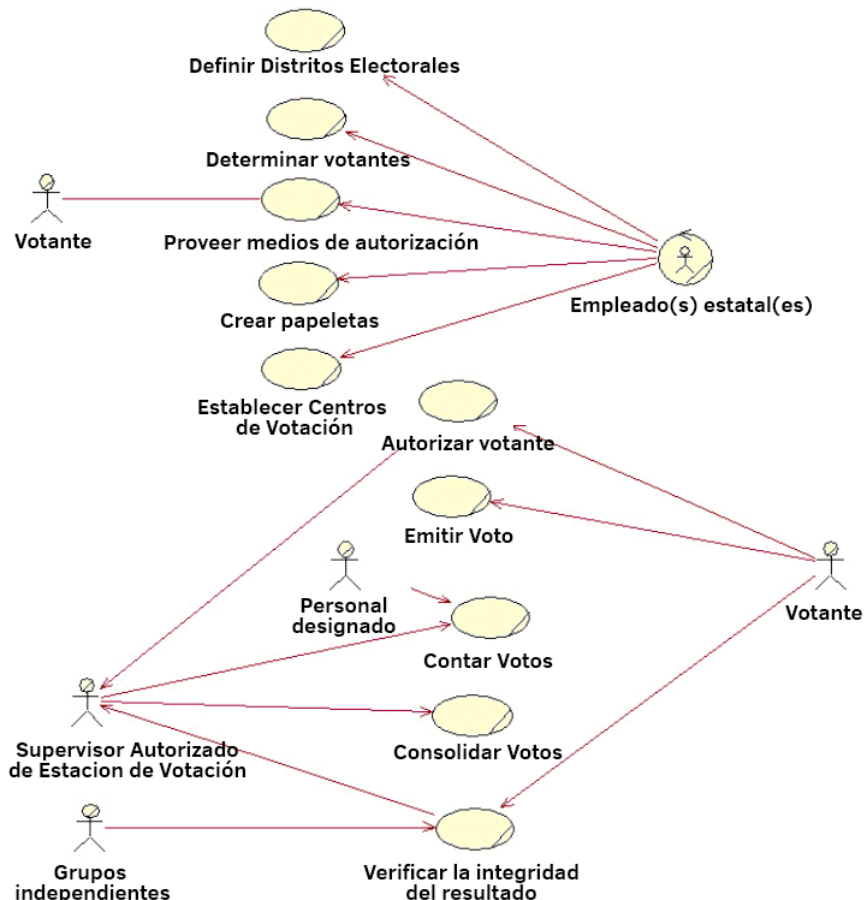 Definir Distritos Electorales
Determinar votantes
Votante
Proveer medios de autorización
Empleado(s) estatal(es)
Crear papeletas
Establecer Centros
de Votación
Autorizar votante
Emitir Voto
Personal
designado
Votante
Contar Votos
Supervisor Autorizado
de Estacion de Votación
Consolidar Votos
Grupos
independientes
Verificar la integridad
del resultado